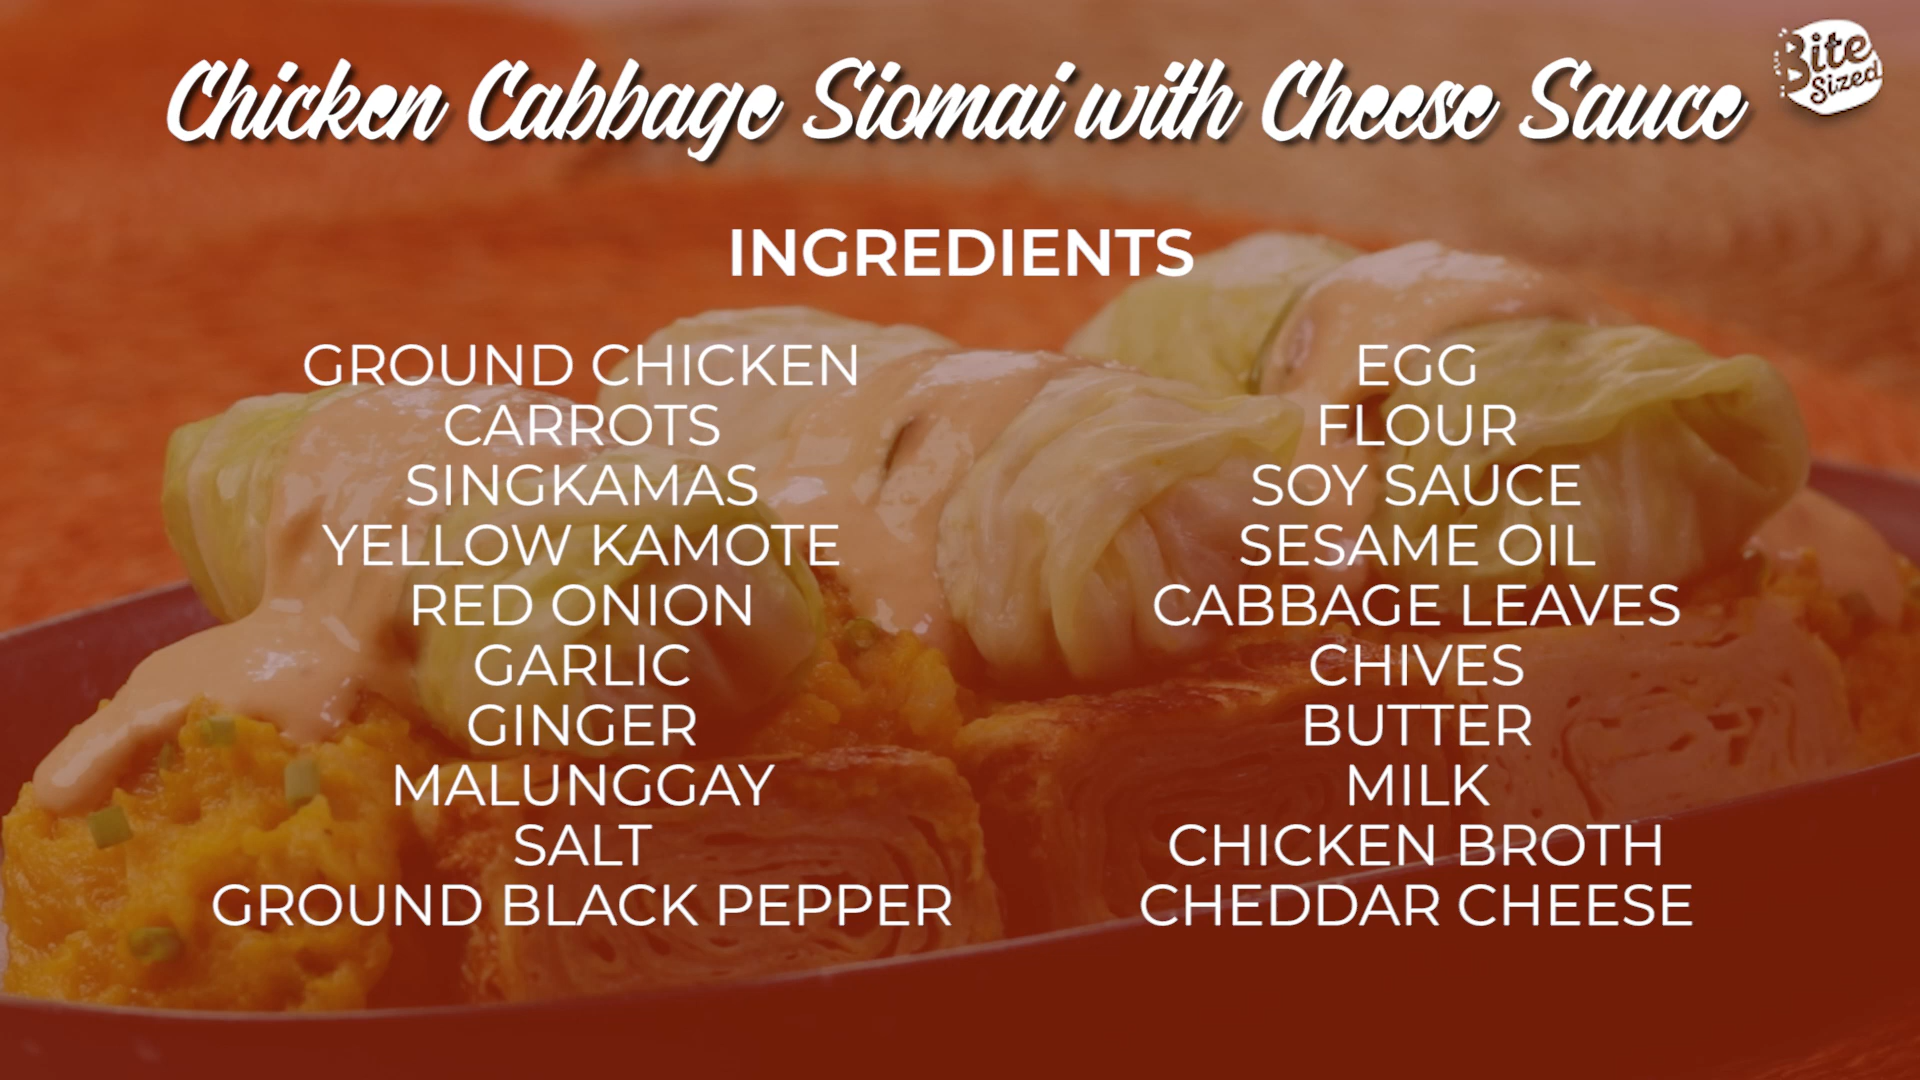 Chicken Cabbage Siomai with Cheese Sauce
Bite
Sized
INGREDIENTS
GROUND CHICKEN
CARROTS
SINGKAMAS
YELLOW KAMOTE
RED ONION
GARLIC
GINGER
MALUNGGAY
SALT
GROUND BLACK PEPPER
EGG
FLOUR
SOY SAUCE
SESAME OIL
CABBAGE LEAVES
CHIVES
BUTTER
MILK
CHICKEN BROTH
CHEDDAR CHEESE